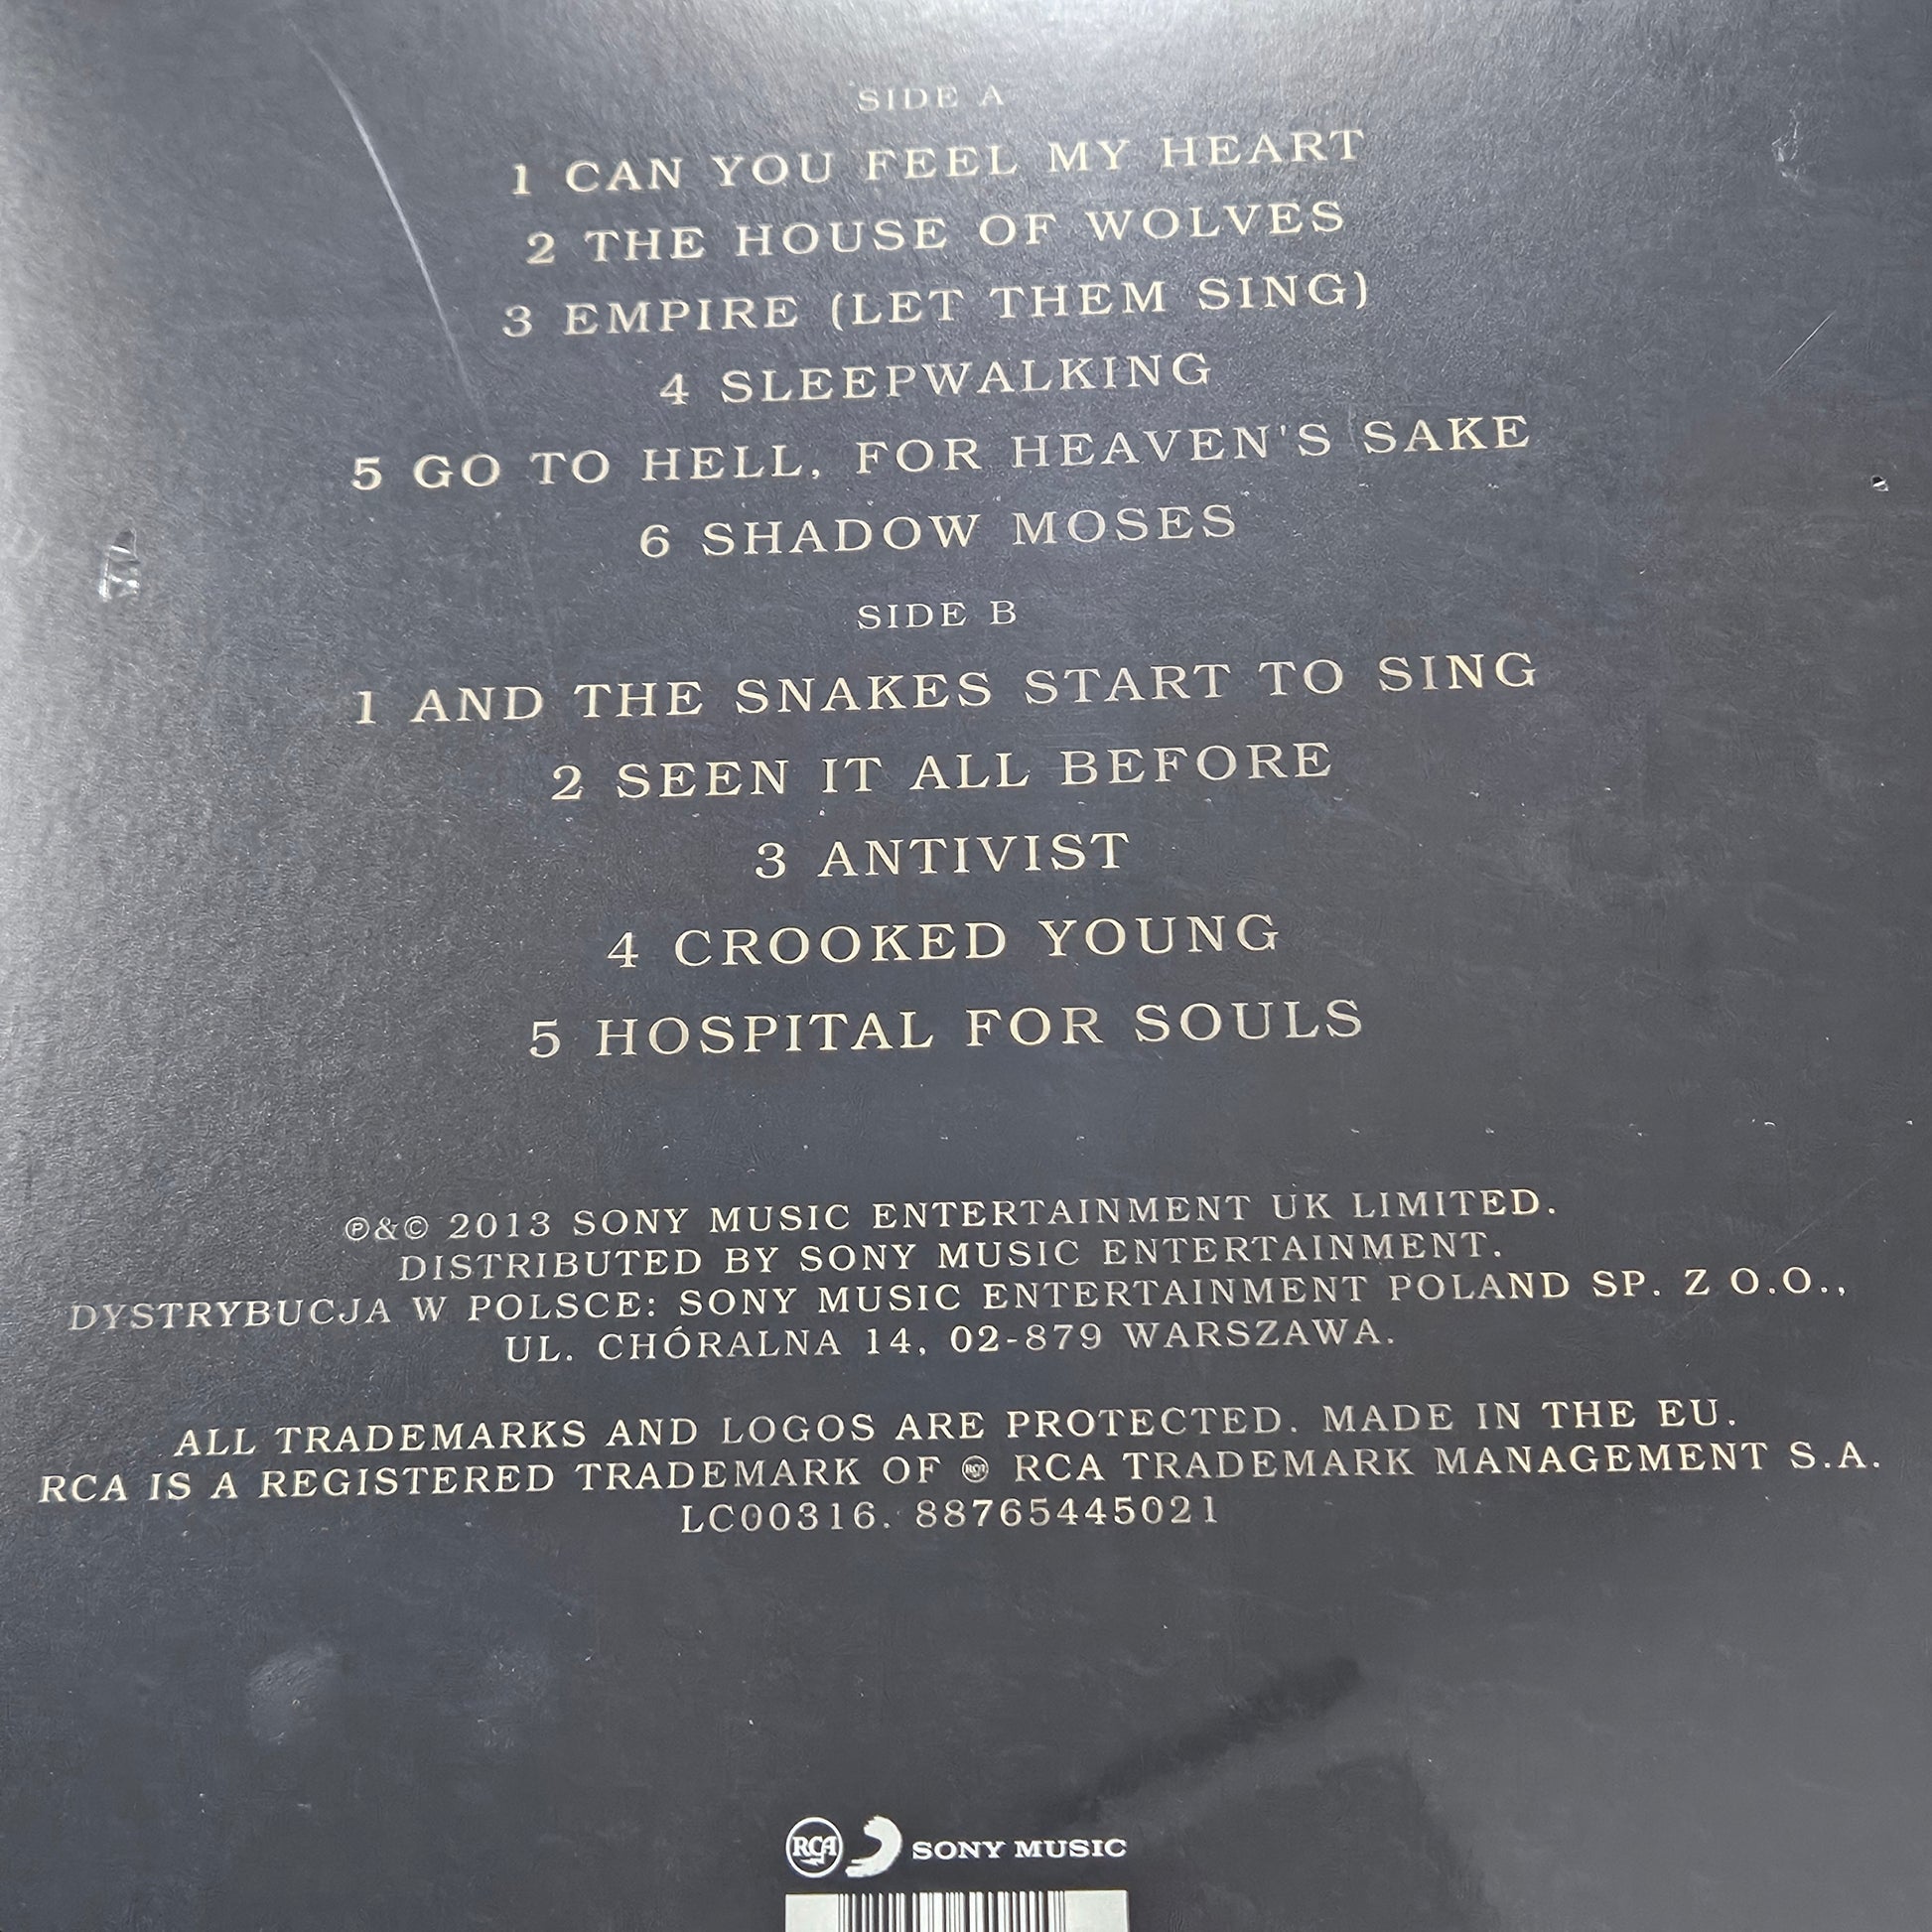 SIDE A
1 CAN YOU FEEL MY HEART
2 THE HOUSE OF WOLVES
3 EMPIRE (LET THEM SING)
4 SLEEPWALKING
5 GO TO HELL, FOR HEAVEN'S SAKE
6 SHADOW MOSES
SIDE B
1 AND THE SNAKES START TO SING
2 SEEN IT ALL BEFORE
3 ANTIVIST
4 CROOKED YOUNG
5 HOSPITAL FOR SOULS
℗&© 2013 SONY MUSIC ENTERTAINMENT UK LIMITED.
DISTRIBUTED BY SONY MUSIC ENTERTAINMENT.
DYSTRYBUCJA W POLSCE: SONY MUSIC ENTERTAINMENT POLAND SP. Z O.O.,
UL. CHÓRALNA 14, 02-879 WARSZAWA.
ALL TRADEMARKS AND LOGOS ARE PROTECTED. MADE IN THE EU.
RCA IS A REGISTERED TRADEMARK OF RCA RCA TRADEMARK MANAGEMENT S.A.
LC00316. 88765445021
RCA SONY MUSIC